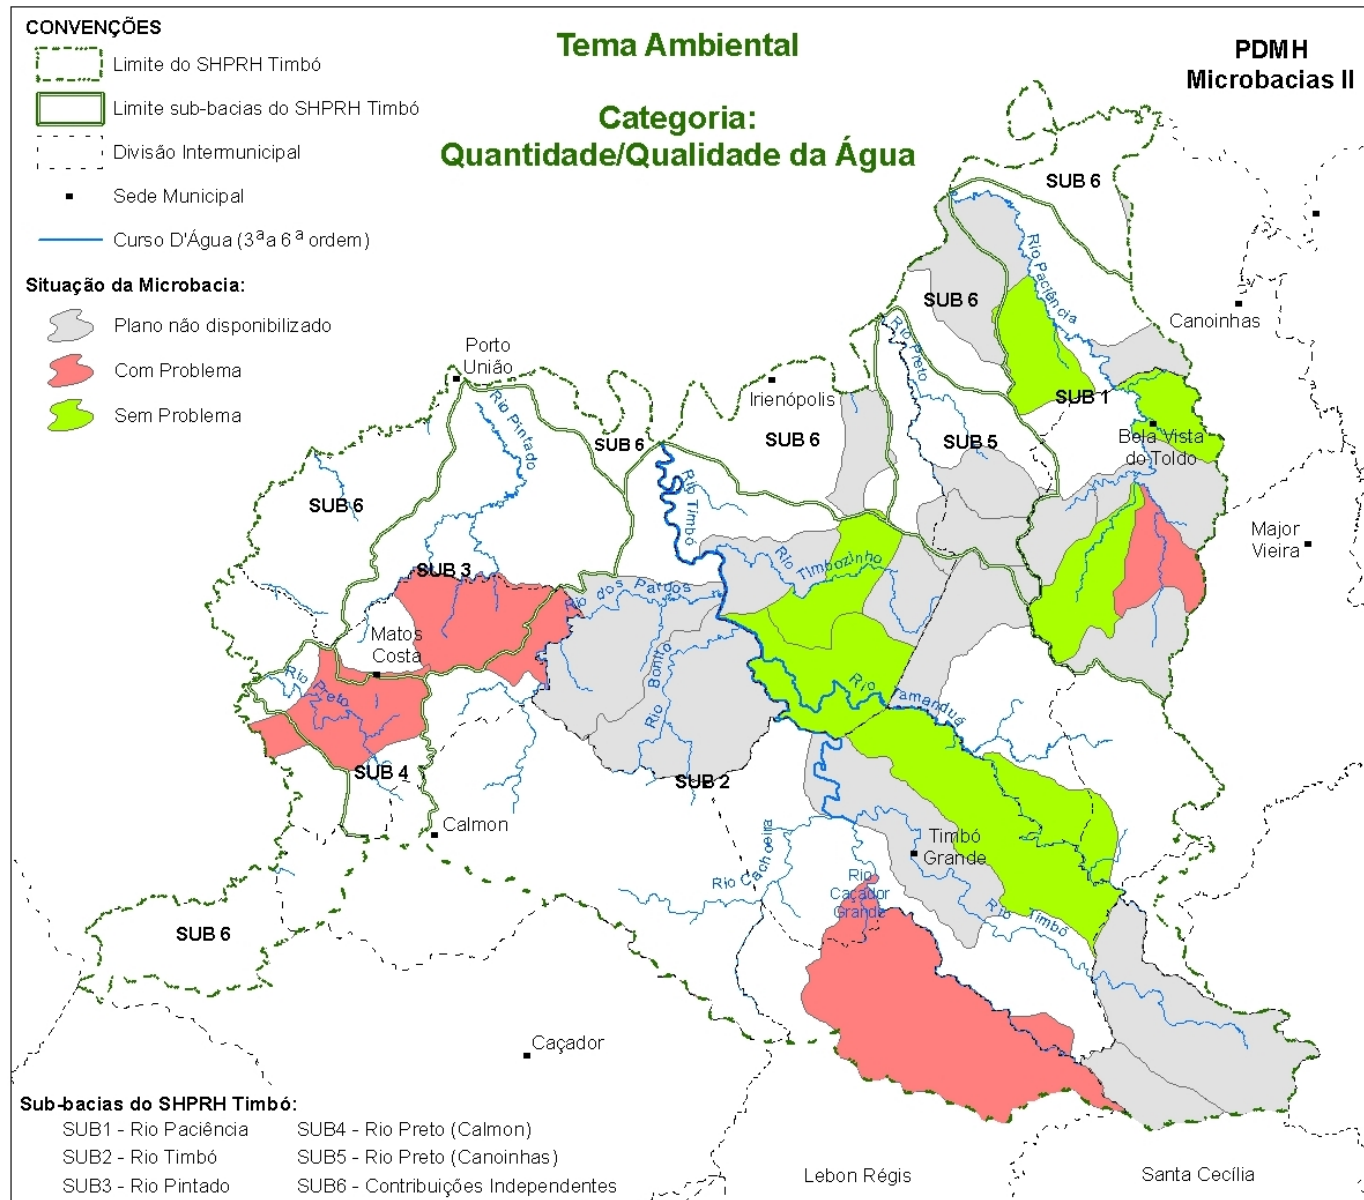 CONVENÇÕES
Limite do SHPRH Timbó
Limite sub-bacias do SHPRH Timbó
Divisão Intermunicipal
Sede Municipal
Curso D'Água (3ª a 6ª ordem)
Situação da Microbacia:
Plano não disponibilizado
Com Problema
Sem Problema
Tema Ambiental
Categoria:
Quantidade/Qualidade da Água
PDMH
Microbacias II
SUB 6
Rio Paciência
SUB 6
Canoinhas
Rio Preto
Porto
União
Irienópolis
SUB 1
Rio Pintado
SUB 6
SUB 6
SUB 5
Bela Vista
do Toldo
SUB 6
Rio Timbó
Major
Vieira
Rio Timbozinho
SUB 3
Rio dos Pardos
Matos
Costa
Rio Bonito
Rio Preto
Rio Tamanduá
SUB 4
SUB 2
Calmon
Timbó
Grande
Rio Cachoeira
Rio
Caçador
Grande
Rio Timbó
SUB 6
Caçador
Sub-bacias do SHPRH Timbó:
SUB1 - Rio Paciência
SUB2 - Rio Timbó
SUB3 - Rio Pintado
SUB4 - Rio Preto (Calmon)
SUB5 - Rio Preto (Canoinhas)
SUB6 - Contribuições Independentes
Lebon Régis
Santa Cecília